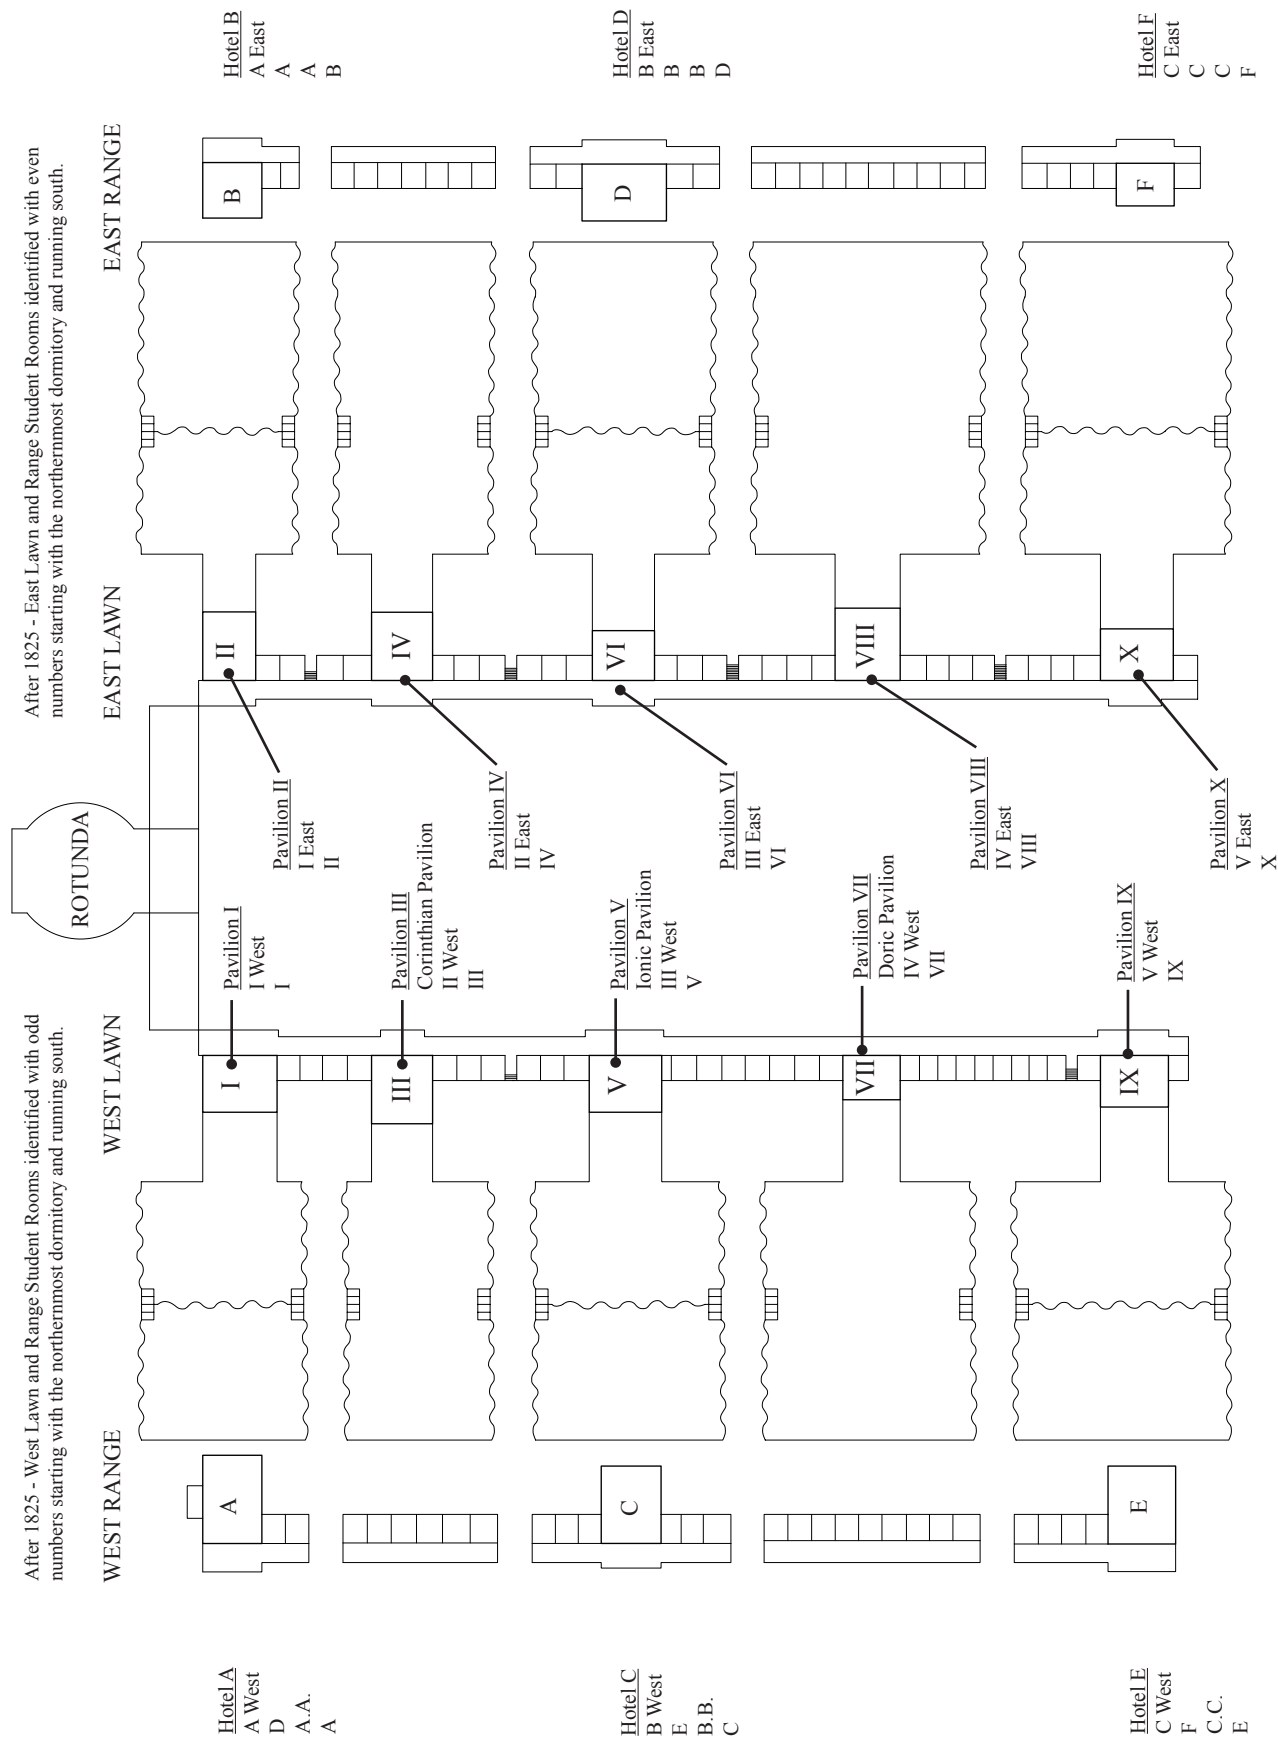 After 1825 - West Lawn and Range Student Rooms identified with odd
numbers starting with the northernmost dormitory and running south.
After 1825 - East Lawn and Range Student Rooms identified with even
numbers starting with the northernmost dormitory and running south.
WEST RANGE
WEST LAWN
ROTUNDA
EAST LAWN
EAST RANGE
Hotel A
A West
D
A.A.
A
A
I
Pavilion I
I West
I
Pavilion II
I East
II
II
B
Hotel B
A East
A
A
B
III
Pavilion III
Corinthian Pavilion
II West
III
Pavilion IV
II East
IV
IV
Hotel C
B West
E
B.B.
C
C
V
Pavilion V
Ionic Pavilion
III West
V
Pavilion VI
III East
VI
VI
D
Hotel D
B East
B
B
D
VII
Pavilion VII
Doric Pavilion
IV West
VII
Pavilion VIII
IV East
VIII
VIII
Hotel E
C West
F
C.C.
E
E
IX
Pavilion IX
V West
IX
Pavilion X
V East
X
X
F
Hotel F
C East
C
C
F